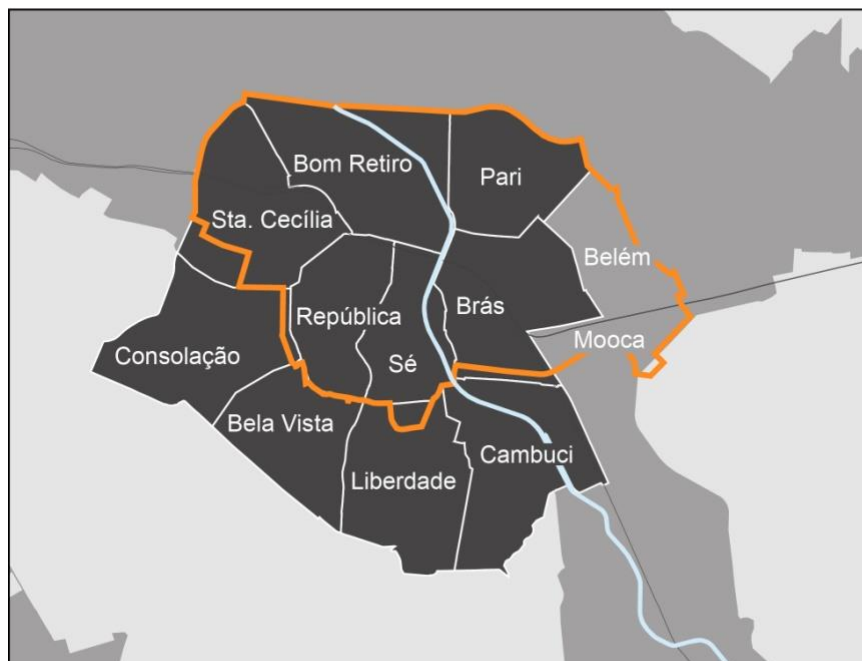 Bom Retiro
Pari
Sta. Cecília
Belém
República
Brás
Mooca
Consolação
Sé
Bela Vista
Cambuci
Liberdade